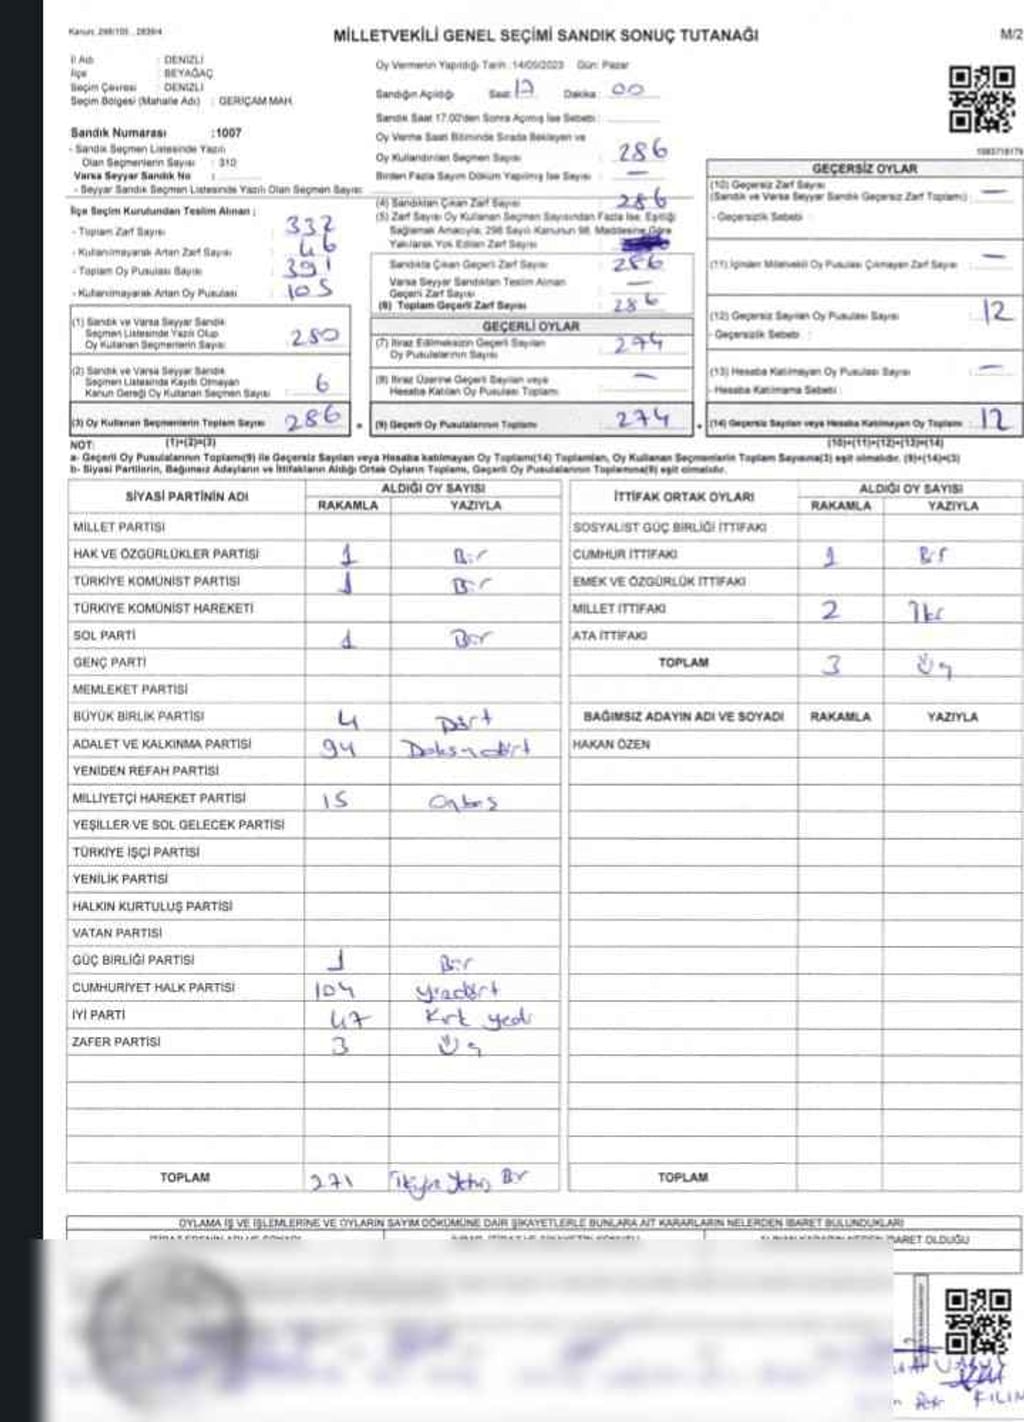 Kanun: 298/105 , 2839/4
MİLLETVEKİLİ GENEL SEÇİMİ SANDIK SONUÇ TUTANAĞI
M/2
İl Adı : DENİZLİ
İlçe : BEYAĞAÇ
Seçim Çevresi : DENİZLİ
Seçim Bölgesi (Mahalle Adı) : GERİÇAM MAH.
Sandık Numarası :1007
- Sandık Seçmen Listesinde Yazılı
Olan Seçmenlerin Sayısı : 310
Varsa Seyyar Sandık No :
- Seyyar Sandık Seçmen Listesinde Yazılı Olan Seçmen Sayısı:
Oy Vermenin Yapıldığı Tarih :14/05/2023 Gün: Pazar
Sandığın Açıldığı Saat: 17 Dakika: 00
Sandık Saat 17.00'den Sonra Açılmış İse Sebebi :
Oy Verme Saati Bitiminde Sırada Bekleyen ve
Oy Kullandırılan Seçmen Sayısı : 286
Birden Fazla Sayım Döküm Yapılmış İse Sayısı : —
(4) Sandıktan Çıkan Zarf Sayısı : 286
(5) Zarf Sayısı Oy Kullanan Seçmen Sayısından Fazla İse, Eşitliği
Sağlamak Amacıyla, 298 Sayılı Kanunun 98. Maddesine Göre
Yakılarak Yok Edilen Zarf Sayısı
İlçe Seçim Kurulundan Teslim Alınan ;
- Toplam Zarf Sayısı : 332
- Kullanılmayarak Artan Zarf Sayısı : 46
- Toplam Oy Pusulası Sayısı : 391
- Kullanılmayarak Artan Oy Pusulası : 105
Sandıkta Çıkan Geçerli Zarf Sayısı : 286
Varsa Seyyar Sandıktan Teslim Alınan
Geçerli Zarf Sayısı : —
(6) Toplam Geçerli Zarf Sayısı : 286
(1) Sandık ve Varsa Seyyar Sandık
Seçmen Listesinde Yazılı Olup
Oy Kullanan Seçmenlerin Sayısı : 280
(2) Sandık ve Varsa Seyyar Sandık
Seçmen Listesinde Kayıtlı Olmayan
Kanun Gereği Oy Kullanan Seçmen Sayısı : 6
(3) Oy Kullanan Seçmenlerin Toplam Sayısı : 286
(1)+(2)=(3)
GEÇERLİ OYLAR
(7) İtiraz Edilmeksizin Geçerli Sayılan
Oy Pusulalarının Sayısı : 274
(8) İtiraz Üzerine Geçerli Sayılan veya
Hesaba Katılan Oy Pusulası Toplamı : —
(9) Geçerli Oy Pusulalarının Toplamı : 274
GEÇERSİZ OYLAR
(10) Geçersiz Zarf Sayısı
(Sandık ve Varsa Seyyar Sandık Geçersiz Zarf Toplamı) : —
- Geçersizlik Sebebi :
(11) İçinden Milletvekili Oy Pusulası Çıkmayan Zarf Sayısı : —
(12) Geçersiz Sayılan Oy Pusulası Sayısı : 12
- Geçersizlik Sebebi :
(13) Hesaba Katılmayan Oy Pusulası Sayısı : —
- Hesaba Katılmama Sebebi :
(14) Geçersiz Sayılan veya Hesaba Katılmayan Oy Toplamı : 12
(10)+(11)+(12)+(13)=(14)
NOT:
a- Geçerli Oy Pusulalarının Toplamı(9) ile Geçersiz Sayılan veya Hesaba katılmayan Oy Toplamı(14) Toplamları, Oy Kullanan Seçmenlerin Toplam Sayısına(3) eşit olmalıdır. (9)+(14)=(3)
b- Siyasi Partilerin, Bağımsız Adayların ve İttifakların Aldığı Ortak Oyların Toplamı, Geçerli Oy Pusulalarının Toplamına(9) eşit olmalıdır.
SİYASİ PARTİNİN ADI ALDIĞI OY SAYISI
RAKAMLA YAZIYLA
MİLLET PARTİSİ
HAK VE ÖZGÜRLÜKLER PARTİSİ 1 Bir
TÜRKİYE KOMÜNİST PARTİSİ 1 Bir
TÜRKİYE KOMÜNİST HAREKETİ
SOL PARTİ 1 Bir
GENÇ PARTİ
MEMLEKET PARTİSİ
BÜYÜK BİRLİK PARTİSİ 4 Dört
ADALET VE KALKINMA PARTİSİ 94 Doksandört
YENİDEN REFAH PARTİSİ
MİLLİYETÇİ HAREKET PARTİSİ 15 Onbeş
YEŞİLLER VE SOL GELECEK PARTİSİ
TÜRKİYE İŞÇİ PARTİSİ
YENİLİK PARTİSİ
HALKIN KURTULUŞ PARTİSİ
VATAN PARTİSİ
GÜÇ BİRLİĞİ PARTİSİ 1 Bir
CUMHURİYET HALK PARTİSİ 104 yüzdört
İYİ PARTİ 47 Kırk yedi
ZAFER PARTİSİ 3 Üç
TOPLAM 271 İkiyüz Yetmiş Bir
İTTİFAK ORTAK OYLARI ALDIĞI OY SAYISI
RAKAMLA YAZIYLA
SOSYALİST GÜÇ BİRLİĞİ İTTİFAKI
CUMHUR İTTİFAKI 1 Bir
EMEK VE ÖZGÜRLÜK İTTİFAKI
MİLLET İTTİFAKI 2 İki
ATA İTTİFAKI
TOPLAM 3 Üç
BAĞIMSIZ ADAYIN ADI VE SOYADI RAKAMLA YAZIYLA
HAKAN ÖZEN
TOPLAM
OYLAMA İŞ VE İŞLEMLERİNE VE OYLARIN SAYIM DÖKÜMÜNE DAİR ŞİKAYETLERLE BUNLARA AİT KARARLARIN NELERDEN İBARET BULUNDUKLARI